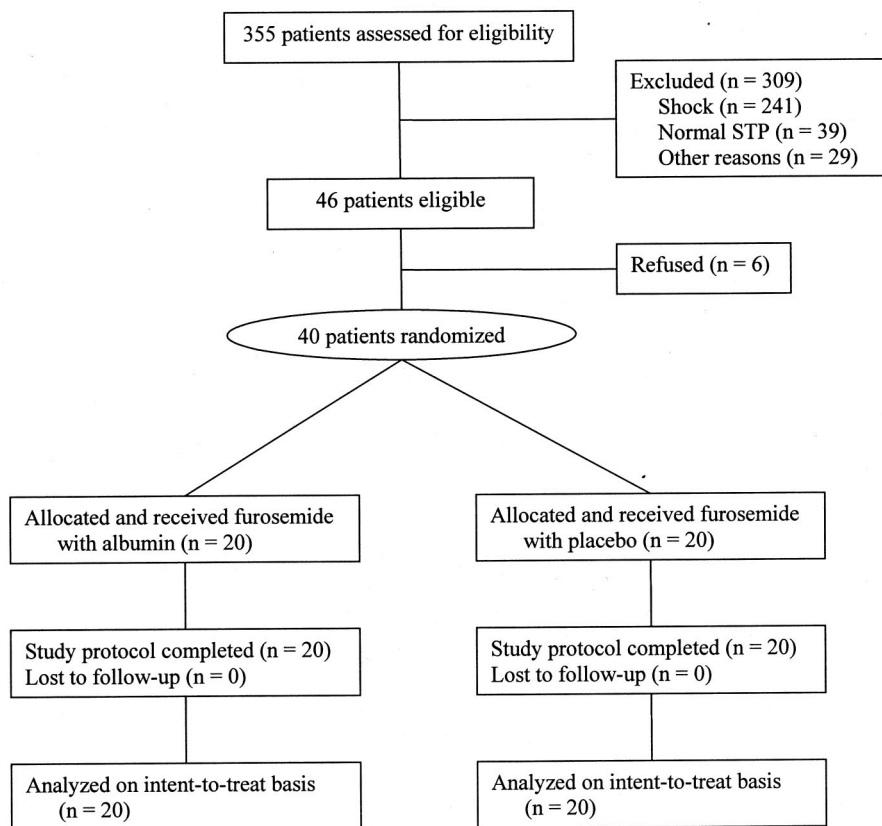 355 patients assessed for eligibility
Excluded (n = 309)
Shock (n = 241)
Normal STP (n = 39)
Other reasons (n = 29)
46 patients eligible
Refused (n = 6)
40 patients randomized
Allocated and received furosemide
with albumin (n = 20)
Allocated and received furosemide
with placebo (n = 20)
Study protocol completed (n = 20)
Lost to follow-up (n = 0)
Study protocol completed (n = 20)
Lost to follow-up (n = 0)
Analyzed on intent-to-treat basis
(n = 20)
Analyzed on intent-to-treat basis
(n = 20)